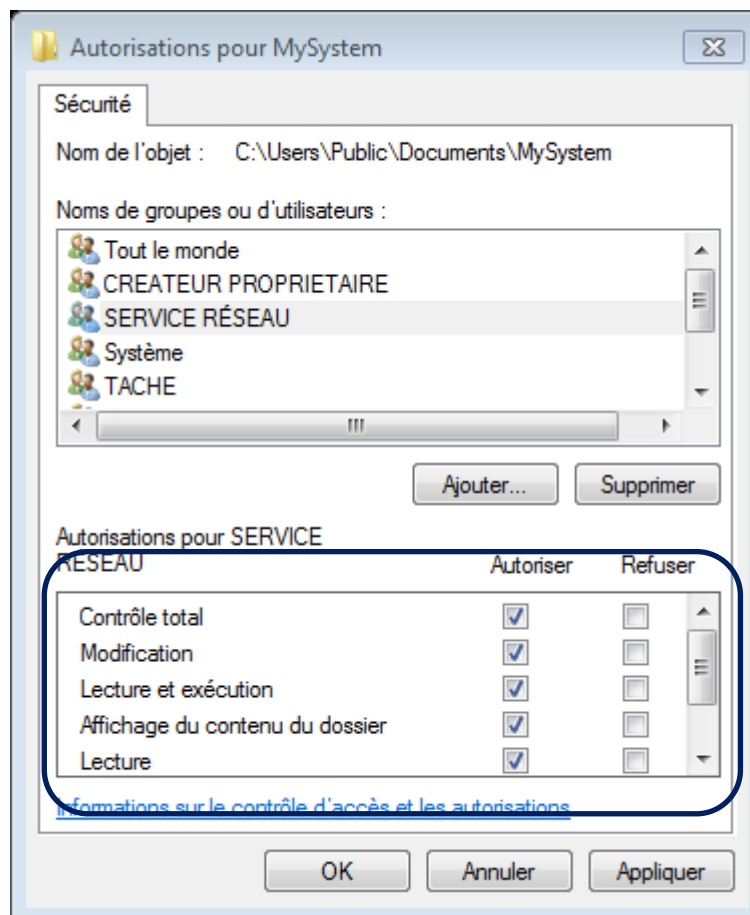 Autorisations pour MySystem
Sécurité
Nom de l'objet : C:\Users\Public\Documents\MySystem
Noms de groupes ou d'utilisateurs :
Tout le monde
CREATEUR PROPRIETAIRE
SERVICE RÉSEAU
Système
TACHE
Ajouter... Supprimer
Autorisations pour SERVICE
RESEAU Autoriser Refuser
Contrôle total
Modification
Lecture et exécution
Affichage du contenu du dossier
Lecture
Informations sur le contrôle d'accès et les autorisations
OK Annuler Appliquer